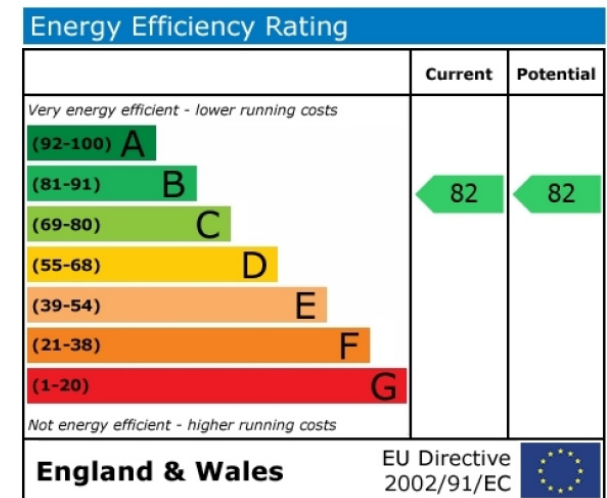 Energy Efficiency Rating
Current Potential
Very energy efficient - lower running costs
(92-100) A
(81-91) B
82 82
(69-80) C
(55-68) D
(39-54) E
(21-38) F
(1-20) G
Not energy efficient - higher running costs
England & Wales
EU Directive
2002/91/EC